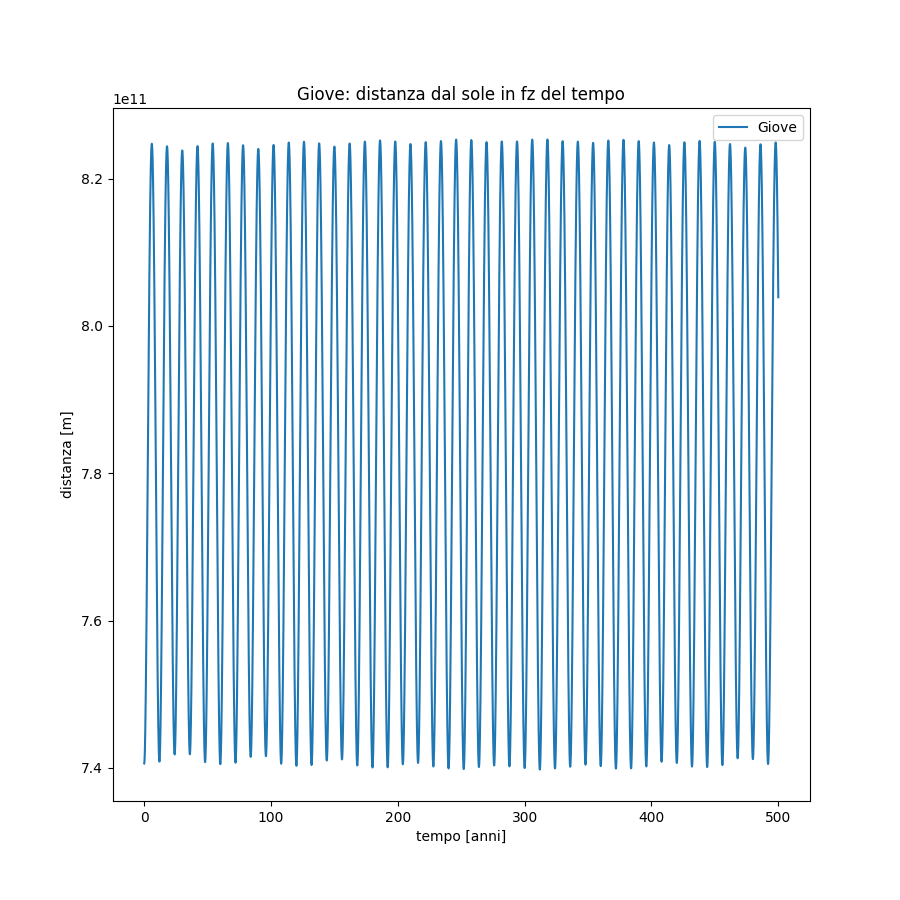 Giove: distanza dal sole in fz del tempo
1e11
Giove
8.2
8.0
7.8
7.6
7.4
distanza [m]
0 100 200 300 400 500
tempo [anni]